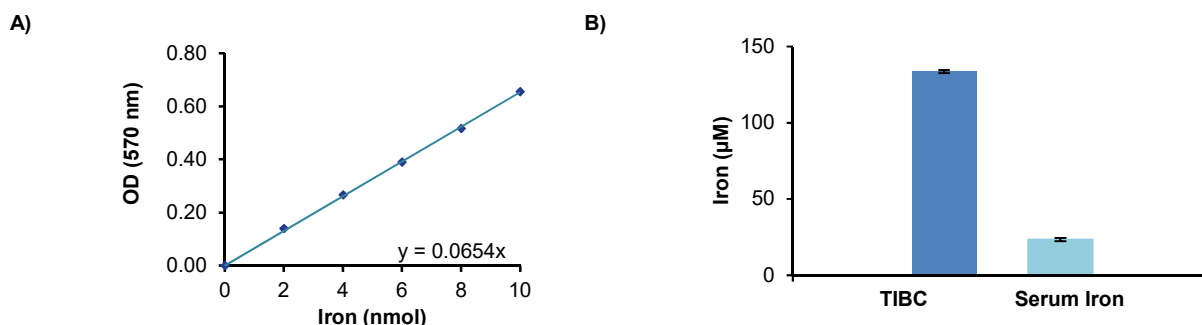 A)
0.80
0.60
0.40
0.20
0.00
OD (570 nm)
y = 0.0654x
0 2 4 6 8 10
Iron (nmol)
B)
150
100
50
0
Iron (µM)
TIBC Serum Iron